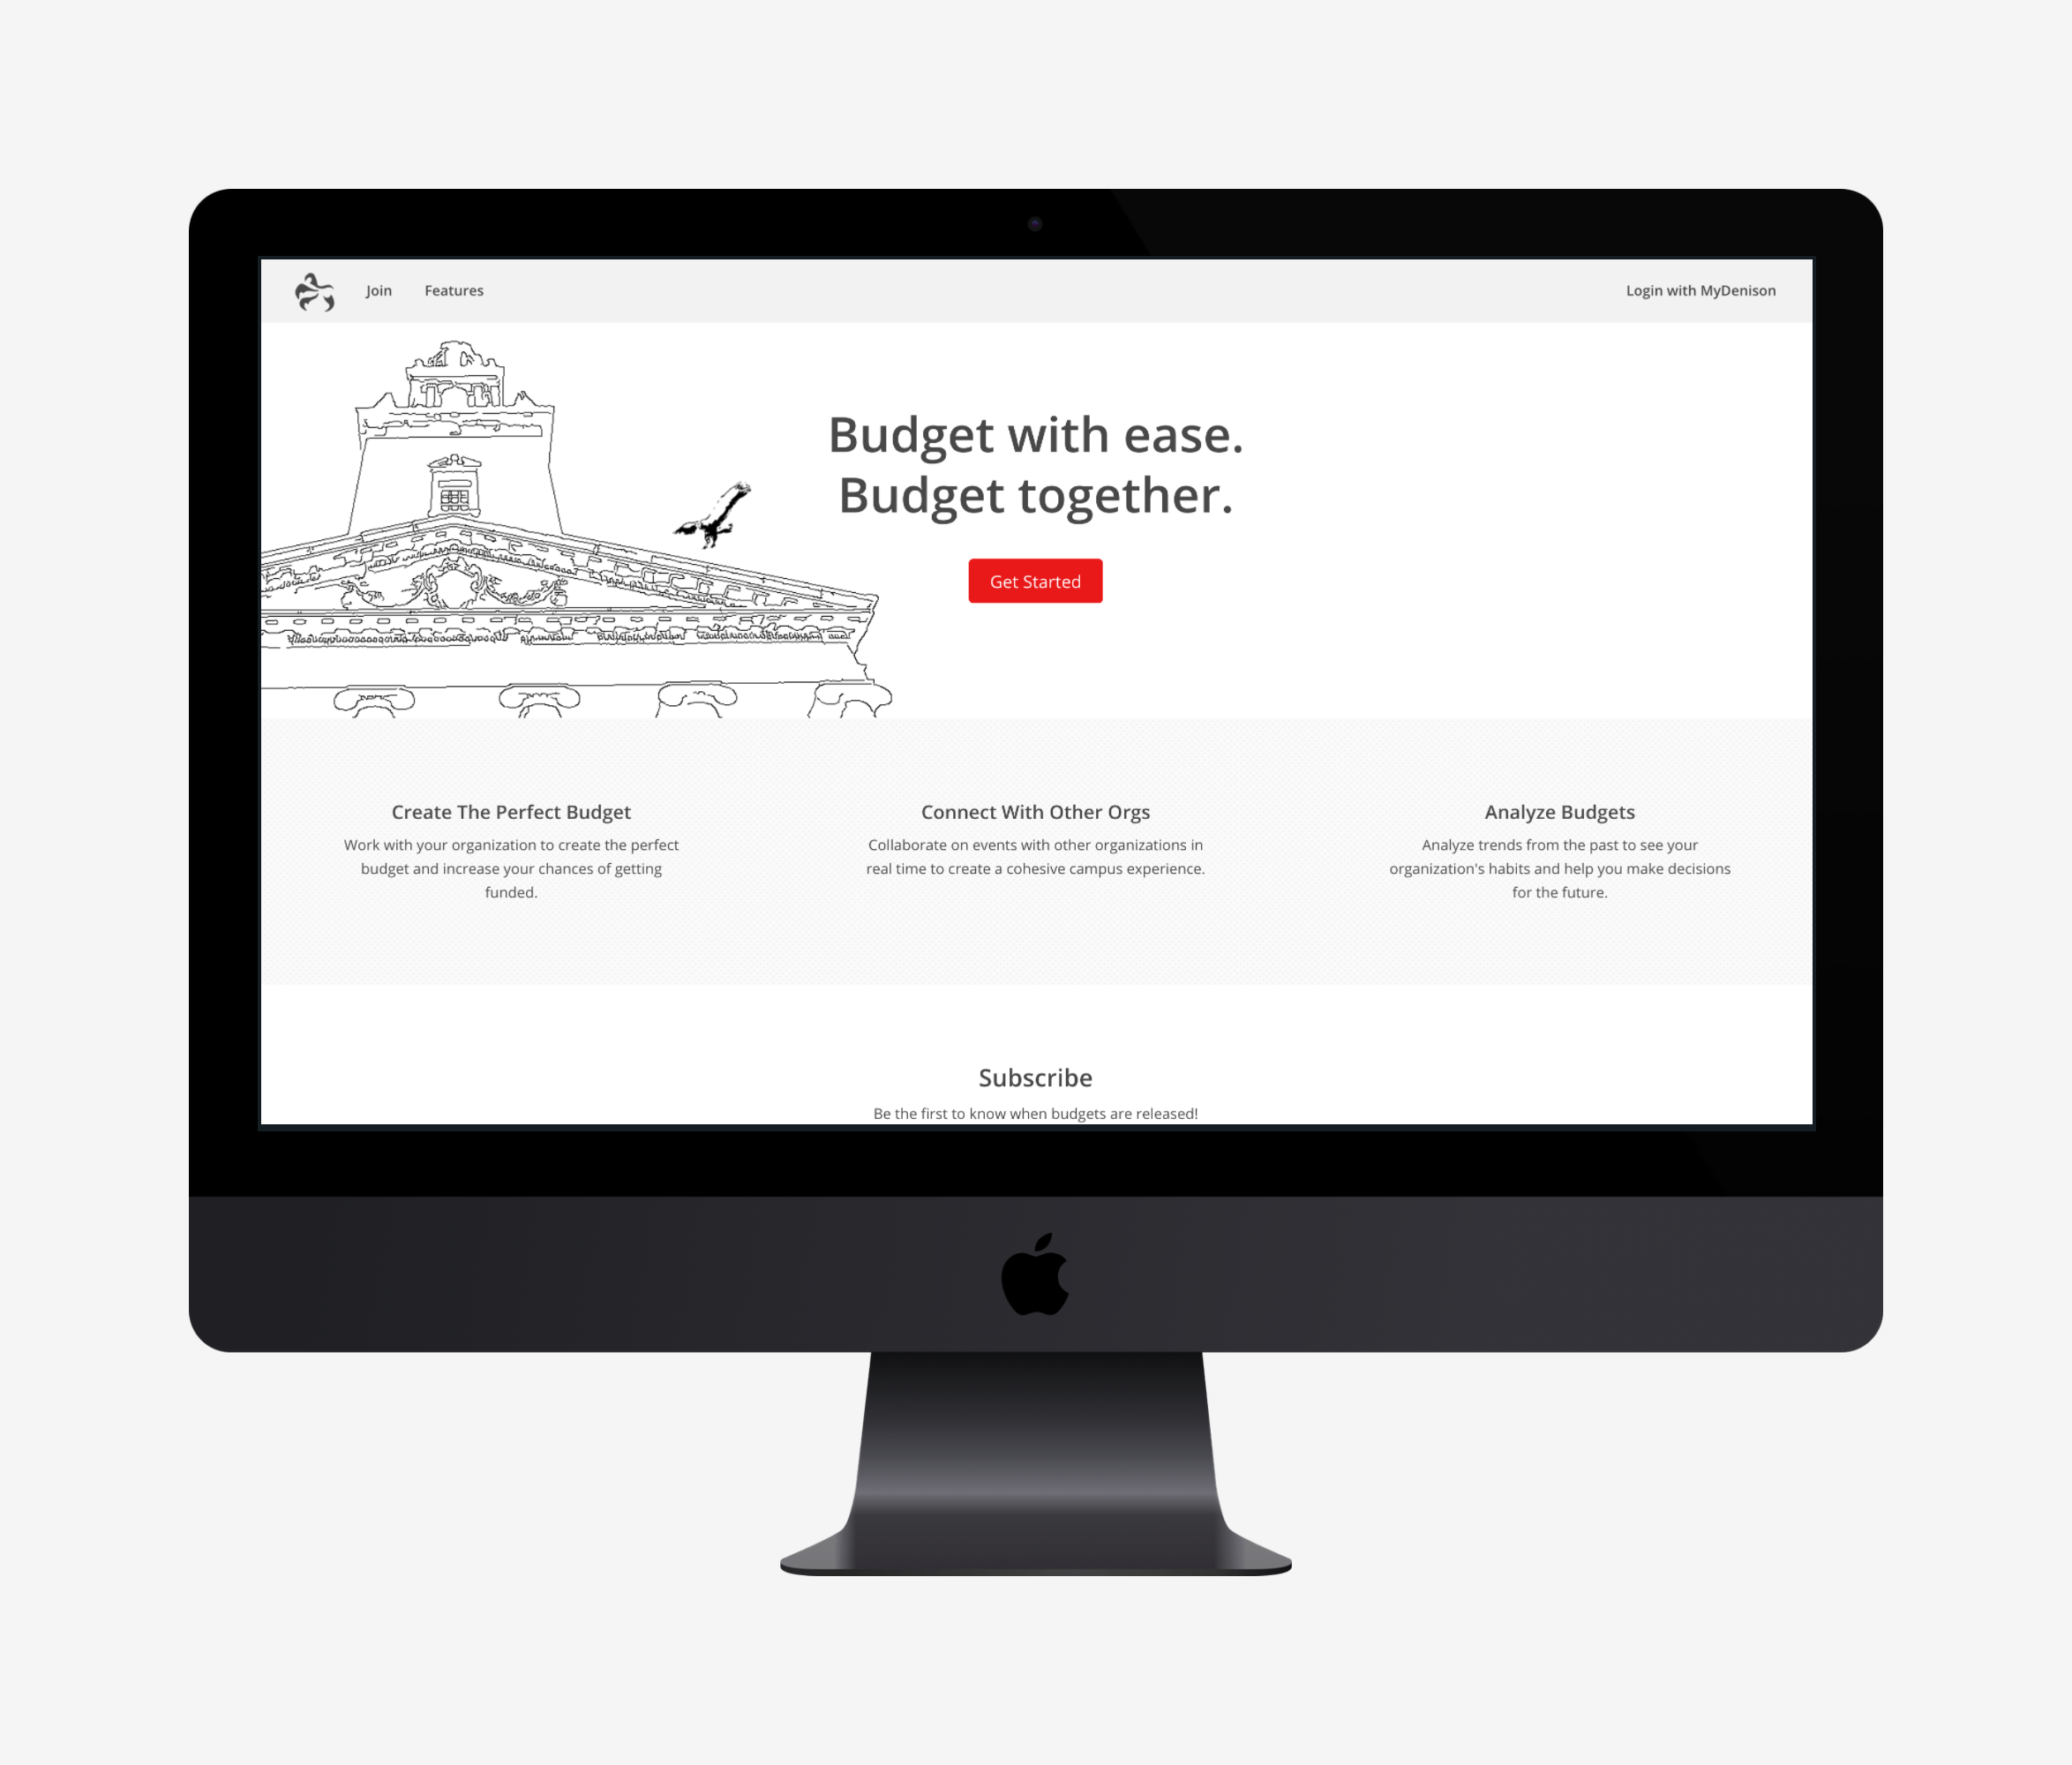 Join
Features
Login with MyDenison
Budget with ease.
Budget together.
Get Started
Create The Perfect Budget
Work with your organization to create the perfect
budget and increase your chances of getting
funded.
Connect With Other Orgs
Collaborate on events with other organizations in
real time to create a cohesive campus experience.
Analyze Budgets
Analyze trends from the past to see your
organization's habits and help you make decisions
for the future.
Subscribe
Be the first to know when budgets are released!